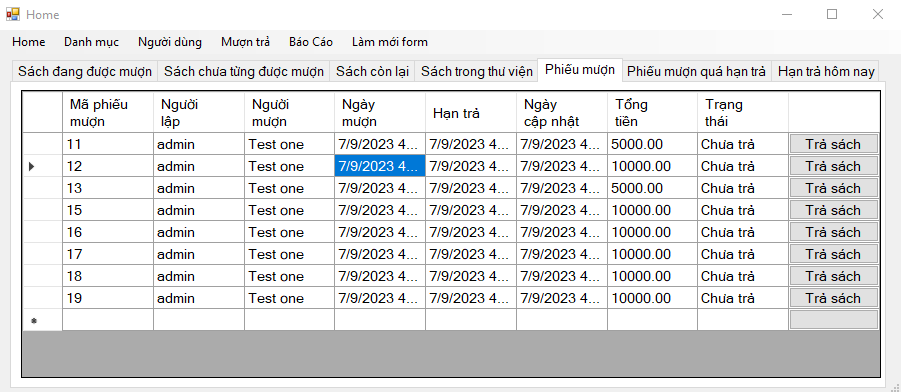 Home
Home Danh mục Người dùng Mượn trả Báo Cáo Làm mới form
Sách đang được mượn Sách chưa từng được mượn Sách còn lại Sách trong thư viện Phiếu mượn Phiếu mượn quá hạn trả Hạn trả hôm nay
Mã phiếu mượn Người lập Người mượn Ngày mượn Hạn trả Ngày cập nhật Tổng tiền Trạng thái
11 admin Test one 7/9/2023 4... 7/9/2023 4... 7/9/2023 4... 5000.00 Chưa trả Trả sách
12 admin Test one 7/9/2023 4... 7/9/2023 4... 7/9/2023 4... 10000.00 Chưa trả Trả sách
13 admin Test one 7/9/2023 4... 7/9/2023 4... 7/9/2023 4... 5000.00 Chưa trả Trả sách
15 admin Test one 7/9/2023 4... 7/9/2023 4... 7/9/2023 4... 10000.00 Chưa trả Trả sách
16 admin Test one 7/9/2023 4... 7/9/2023 4... 7/9/2023 4... 10000.00 Chưa trả Trả sách
17 admin Test one 7/9/2023 4... 7/9/2023 4... 7/9/2023 4... 10000.00 Chưa trả Trả sách
18 admin Test one 7/9/2023 4... 7/9/2023 4... 7/9/2023 4... 10000.00 Chưa trả Trả sách
19 admin Test one 7/9/2023 4... 7/9/2023 4... 7/9/2023 4... 10000.00 Chưa trả Trả sách